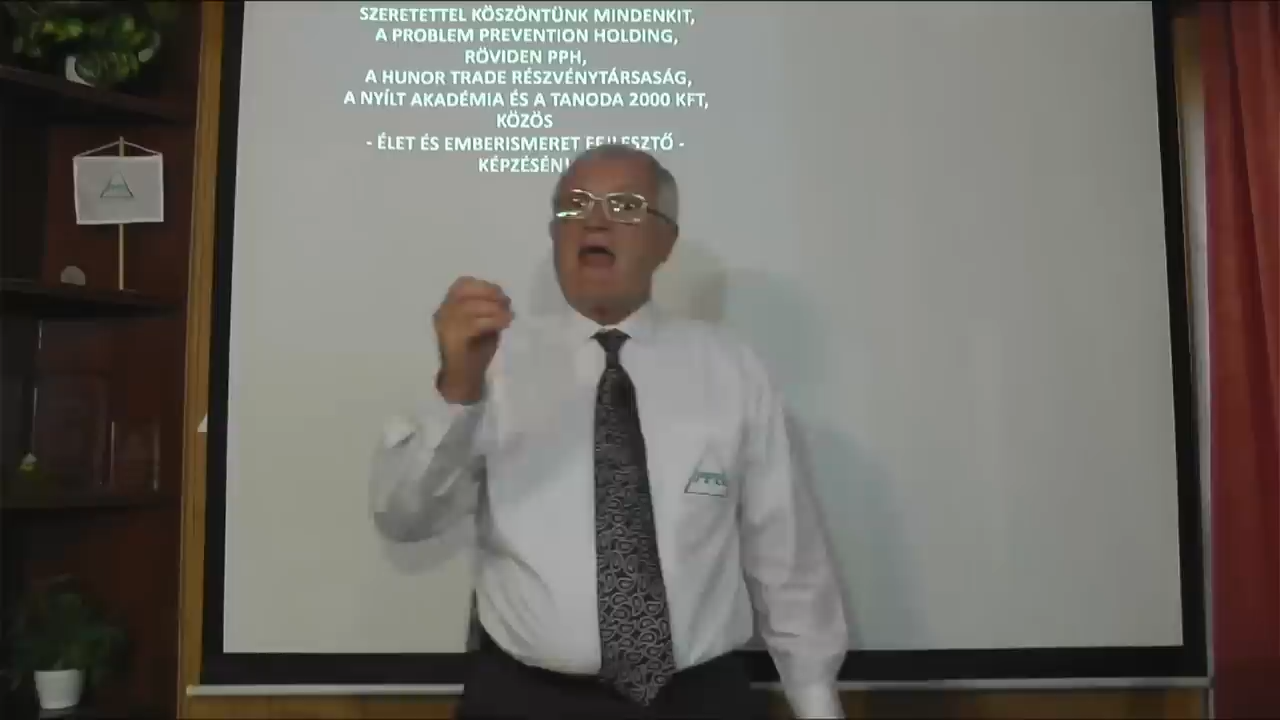 SZERETETTEL KÖSZÖNTÜNK MINDENKIT,
A PROBLEM PREVENTION HOLDING,
RÖVIDEN PPH,
A HUNOR TRADE RÉSZVÉNYTÁRSASÁG,
A NYÍLT AKADÉMIA ÉS A TANODA 2000 KFT,
KÖZÖS
- ÉLET ÉS EMBERISMERET FEJLESZTŐ -
KÉPZÉSÉN!